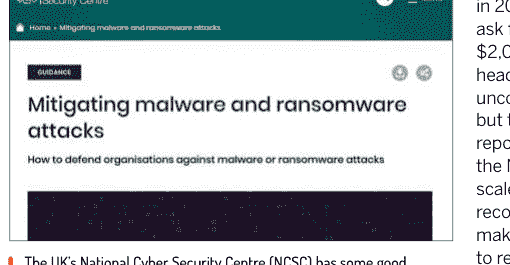 Security Centre
Home
Mitigating malware and ransomware attacks
GUIDANCE
Mitigating malware and ransomware
attacks
How to defend organisations against malware or ransomware attacks
The UK's National Cyber Security Centre (NCSC) has some good
in 20
ask
$2,0
head
unco
but t
repo
the N
scale
reco
mak
to re